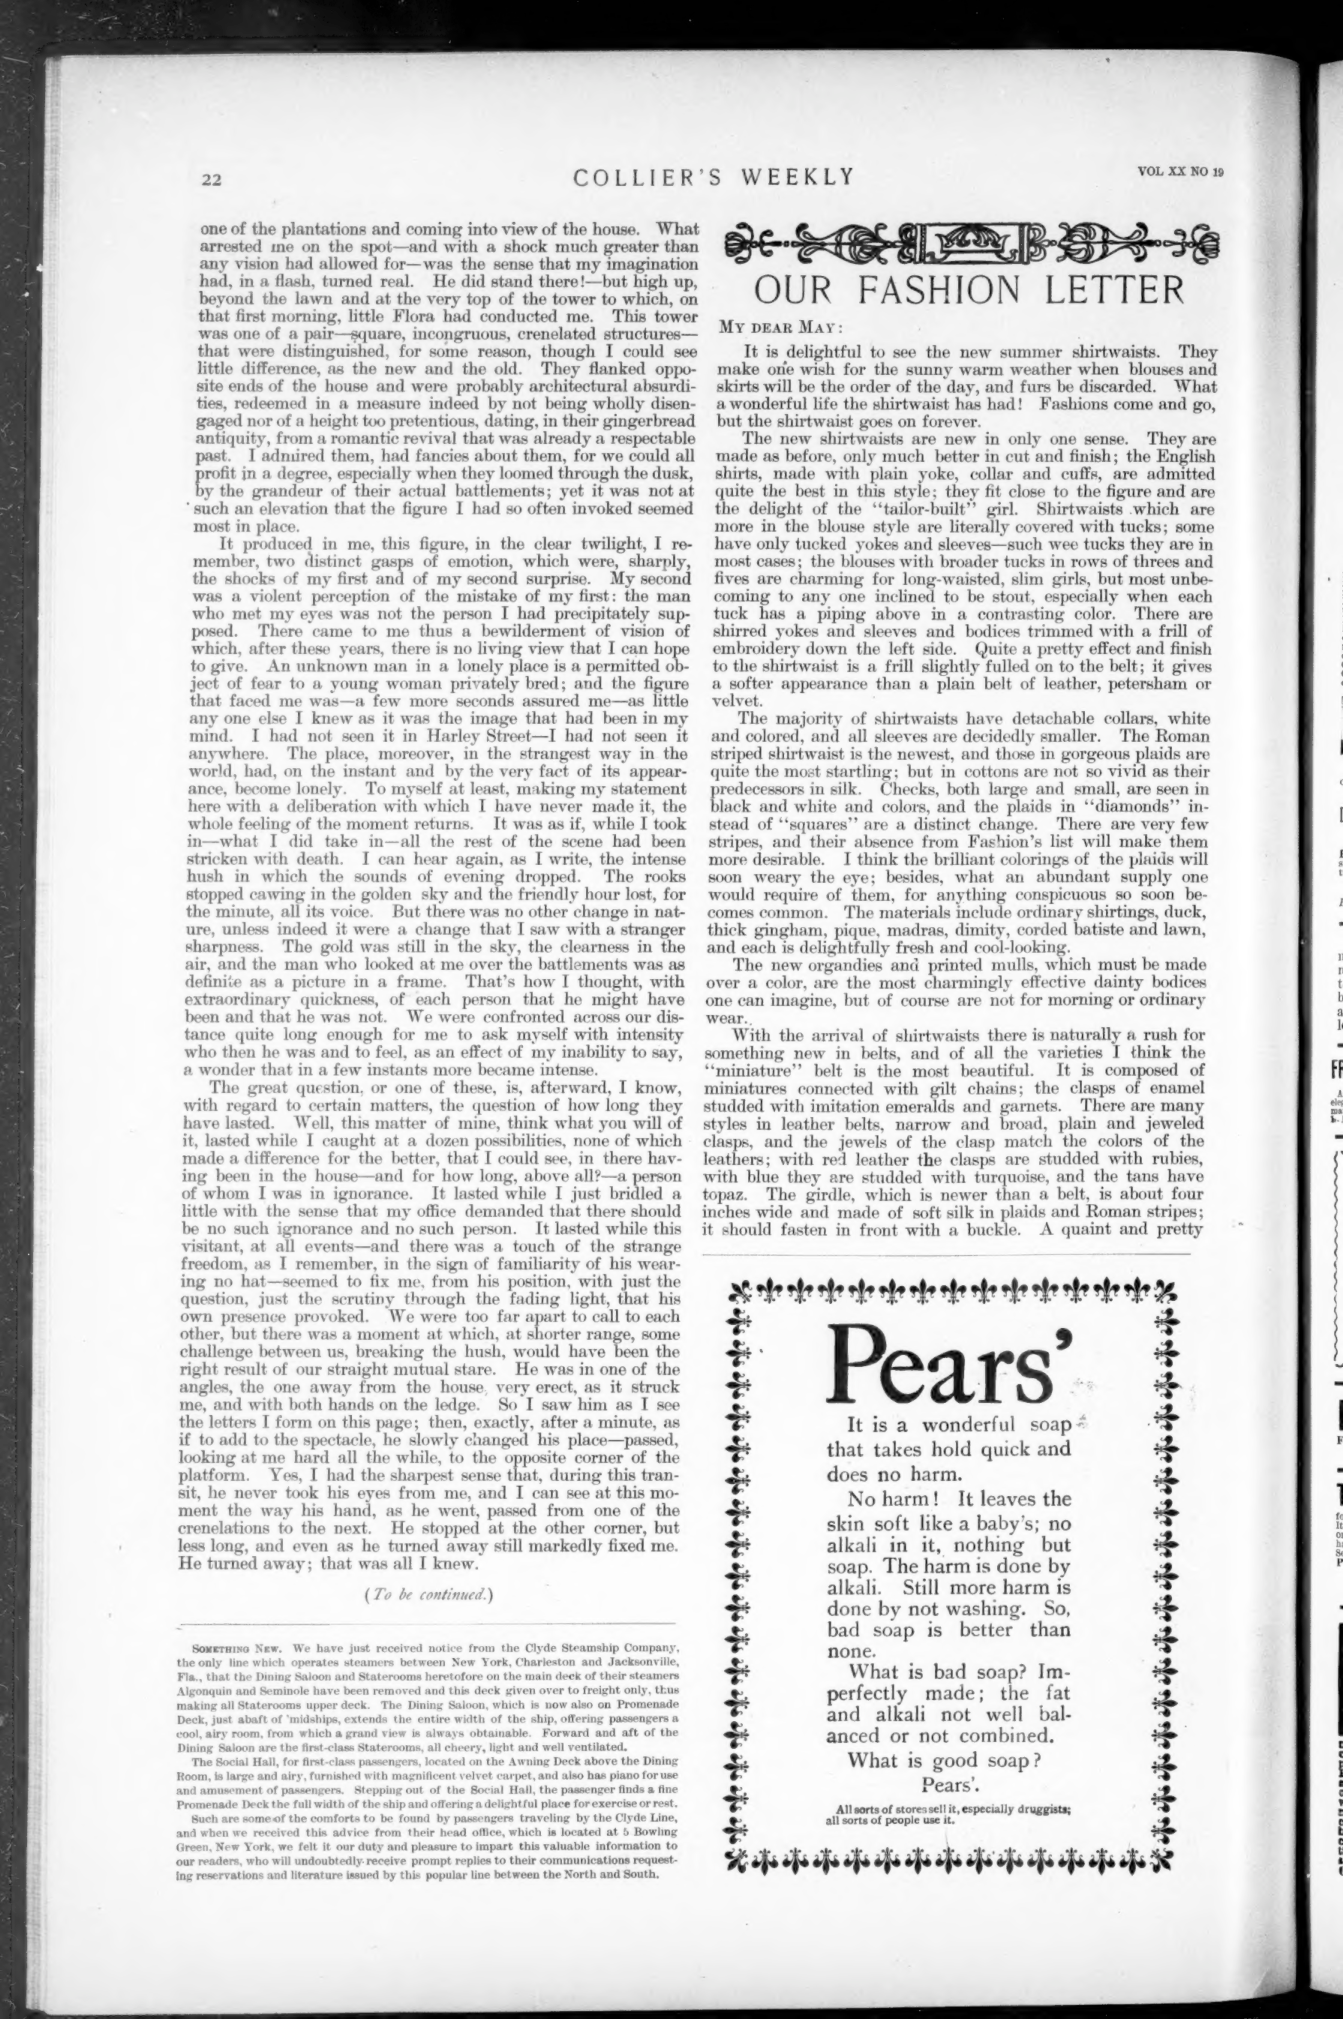 22
COLLIER'S WEEKLY
VOL XX NO 19
one of the plantations and coming into view of the house. What
arrested me on the spot—and with a shock much greater than
any vision had allowed for—was the sense that my imagination
had, in a flash, turned real. He did stand there!—but high up,
beyond the lawn and at the very top of the tower to which, on
that first morning, little Flora had conducted me. This tower
was one of a pair—square, incongruous, crenelated structures—
that were distinguished, for some reason, though I could see
little difference, as the new and the old. They flanked oppo-
site ends of the house and were probably architectural absurdi-
ties, redeemed in a measure indeed by not being wholly disen-
gaged nor of a height too pretentious, dating, in their gingerbread
antiquity, from a romantic revival that was already a respectable
past. I admired them, had fancies about them, for we could all
profit in a degree, especially when they loomed through the dusk,
by the grandeur of their actual battlements; yet it was not at
such an elevation that the figure I had so often invoked seemed
most in place.
It produced in me, this figure, in the clear twilight, I re-
member, two distinct gasps of emotion, which were, sharply,
the shocks of my first and of my second surprise. My second
was a violent perception of the mistake of my first: the man
who met my eyes was not the person I had precipitately sup-
posed. There came to me thus a bewilderment of vision of
which, after these years, there is no living view that I can hope
to give. An unknown man in a lonely place is a permitted ob-
ject of fear to a young woman privately bred; and the figure
that faced me was—a few more seconds assured me—as little
any one else I knew as it was the image that had been in my
mind. I had not seen it in Harley Street—I had not seen it
anywhere. The place, moreover, in the strangest way in the
world, had, on the instant and by the very fact of its appear-
ance, become lonely. To myself at least, making my statement
here with a deliberation with which I have never made it, the
whole feeling of the moment returns. It was as if, while I took
in—what I did take in—all the rest of the scene had been
stricken with death. I can hear again, as I write, the intense
hush in which the sounds of evening dropped. The rooks
stopped cawing in the golden sky and the friendly hour lost, for
the minute, all its voice. But there was no other change in nat-
ure, unless indeed it were a change that I saw with a stranger
sharpness. The gold was still in the sky, the clearness in the
air, and the man who looked at me over the battlements was as
definite as a picture in a frame. That's how I thought, with
extraordinary quickness, of each person that he might have
been and that he was not. We were confronted across our dis-
tance quite long enough for me to ask myself with intensity
who then he was and to feel, as an effect of my inability to say,
a wonder that in a few instants more became intense.
The great question, or one of these, is, afterward, I know,
with regard to certain matters, the question of how long they
have lasted. Well, this matter of mine, think what you will of
it, lasted while I caught at a dozen possibilities, none of which
made a difference for the better, that I could see, in there hav-
ing been in the house—and for how long, above all?—a person
of whom I was in ignorance. It lasted while I just bridled a
little with the sense that my office demanded that there should
be no such ignorance and no such person. It lasted while this
visitant, at all events—and there was a touch of the strange
freedom, as I remember, in the sign of familiarity of his wear-
ing no hat—seemed to fix me, from his position, with just the
question, just the scrutiny through the fading light, that his
own presence provoked. We were too far apart to call to each
other, but there was a moment at which, at shorter range, some
challenge between us, breaking the hush, would have been the
right result of our straight mutual stare. He was in one of the
angles, the one away from the house, very erect, as it struck
me, and with both hands on the ledge. So I saw him as I see
the letters I form on this page; then, exactly, after a minute, as
if to add to the spectacle, he slowly changed his place—passed,
looking at me hard all the while, to the opposite corner of the
platform. Yes, I had the sharpest sense that, during this tran-
sit, he never took his eyes from me, and I can see at this mo-
ment the way his hand, as he went, passed from one of the
crenelations to the next. He stopped at the other corner, but
less long, and even as he turned away still markedly fixed me.
He turned away; that was all I knew.
(To be continued.)
SOMETHING NEW. We have just received notice from the Clyde Steamship Company,
the only line which operates steamers between New York, Charleston and Jacksonville,
Fla., that the Dining Saloon and Staterooms heretofore on the main deck of their steamers
Algonquin and Seminole have been removed and this deck given over to freight only, thus
making all Staterooms upper deck. The Dining Saloon, which is now also on Promenade
Deck, just abaft of 'midships, extends the entire width of the ship, offering passengers a
cool, airy room, from which a grand view is always obtainable. Forward and aft of the
Dining Saloon are the first-class Staterooms, all cheery, light and well ventilated.
The Social Hall, for first-class passengers, located on the Awning Deck above the Dining
Room, is large and airy, furnished with magnificent velvet carpet, and also has piano for use
and amusement of passengers. Stepping out of the Social Hall, the passenger finds a fine
Promenade Deck the full width of the ship and offering a delightful place for exercise or rest.
Such are some of the comforts to be found by passengers traveling by the Clyde Line,
and when we received this advice from their head office, which is located at 5 Bowling
Green, New York, we felt it our duty and pleasure to impart this valuable information to
our readers, who will undoubtedly receive prompt replies to their communications request-
ing reservations and literature issued by this popular line between the North and South.
OUR FASHION LETTER
MY DEAR MAY:
It is delightful to see the new summer shirtwaists. They
make one wish for the sunny warm weather when blouses and
skirts will be the order of the day, and furs be discarded. What
a wonderful life the shirtwaist has had! Fashions come and go,
but the shirtwaist goes on forever.
The new shirtwaists are new in only one sense. They are
made as before, only much better in cut and finish; the English
shirts, made with plain yoke, collar and cuffs, are admitted
quite the best in this style; they fit close to the figure and are
the delight of the "tailor-built" girl. Shirtwaists which are
more in the blouse style are literally covered with tucks; some
have only tucked yokes and sleeves—such wee tucks they are in
most cases; the blouses with broader tucks in rows of threes and
fives are charming for long-waisted, slim girls, but most unbe-
coming to any one inclined to be stout, especially when each
tuck has a piping above in a contrasting color. There are
shirred yokes and sleeves and bodices trimmed with a frill of
embroidery down the left side. Quite a pretty effect and finish
to the shirtwaist is a frill slightly fulled on to the belt; it gives
a softer appearance than a plain belt of leather, petersham or
velvet.
The majority of shirtwaists have detachable collars, white
and colored, and all sleeves are decidedly smaller. The Roman
striped shirtwaist is the newest, and those in gorgeous plaids are
quite the most startling; but in cottons are not so vivid as their
predecessors in silk. Checks, both large and small, are seen in
black and white and colors, and the plaids in "diamonds" in-
stead of "squares" are a distinct change. There are very few
stripes, and their absence from Fashion's list will make them
more desirable. I think the brilliant colorings of the plaids will
soon weary the eye; besides, what an abundant supply one
would require of them, for anything conspicuous so soon be-
comes common. The materials include ordinary shirtings, duck,
thick gingham, pique, madras, dimity, corded batiste and lawn,
and each is delightfully fresh and cool-looking.
The new organdies and printed mulls, which must be made
over a color, are the most charmingly effective dainty bodices
one can imagine, but of course are not for morning or ordinary
wear.
With the arrival of shirtwaists there is naturally a rush for
something new in belts, and of all the varieties I think the
"miniature" belt is the most beautiful. It is composed of
miniatures connected with gilt chains; the clasps of enamel
studded with imitation emeralds and garnets. There are many
styles in leather belts, narrow and broad, plain and jeweled
clasps, and the jewels of the clasp match the colors of the
leathers; with red leather the clasps are studded with rubies,
with blue they are studded with turquoise, and the tans have
topaz. The girdle, which is newer than a belt, is about four
inches wide and made of soft silk in plaids and Roman stripes;
it should fasten in front with a buckle. A quaint and pretty
Pears'
It is a wonderful soap
that takes hold quick and
does no harm.
No harm! It leaves the
skin soft like a baby's; no
alkali in it, nothing but
soap. The harm is done by
alkali. Still more harm is
done by not washing. So,
bad soap is better than
none.
What is bad soap? Im-
perfectly made; the fat
and alkali not well bal-
anced or not combined.
What is good soap?
Pears'.
All sorts of stores sell it, especially druggists;
all sorts of people use it.